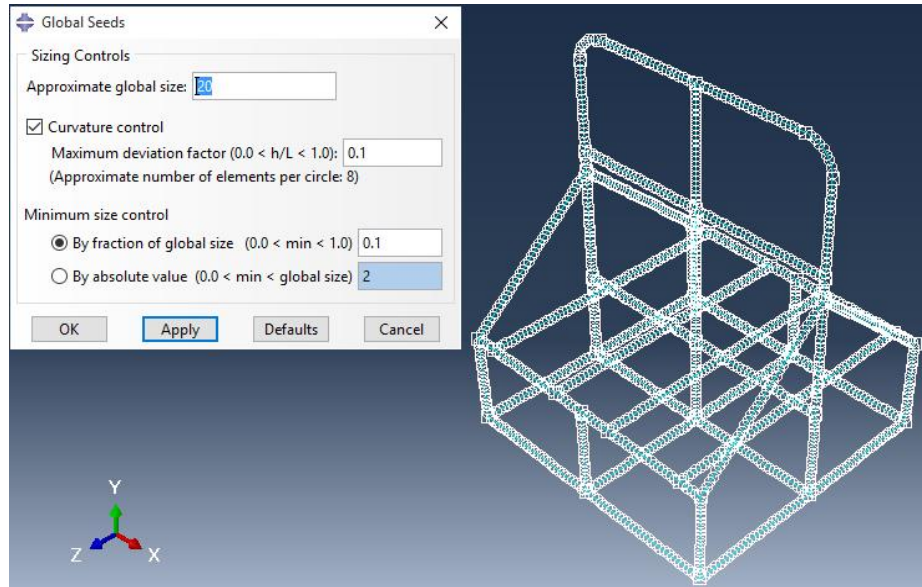 Global Seeds
Sizing Controls
Approximate global size: 20
Curvature control
Maximum deviation factor (0.0 < h/L < 1.0): 0.1
(Approximate number of elements per circle: 8)
Minimum size control
By fraction of global size (0.0 < min < 1.0) 0.1
By absolute value (0.0 < min < global size) 2
OK Apply Defaults Cancel
Y
Z X